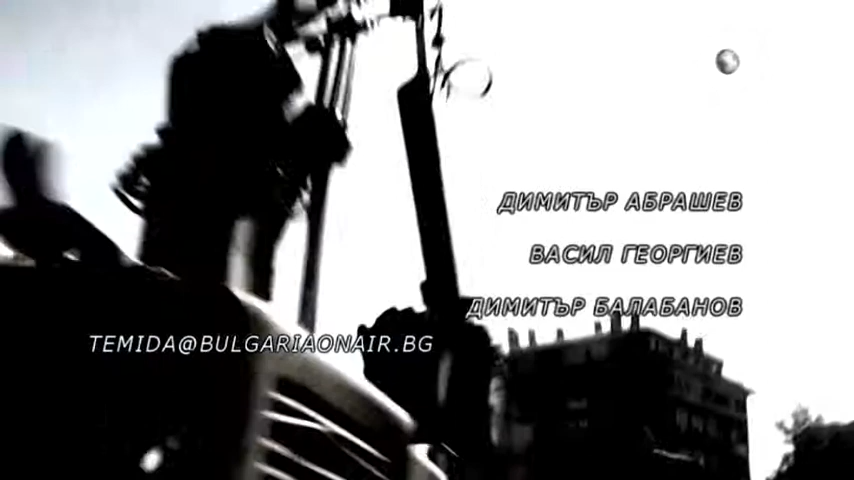 ДИМИТЪР АБРАШЕВ
ВАСИЛ ГЕОРГИЕВ
ДИМИТЪР БАЛАБАНОВ
TEMIDA@BULGARIAONAIR.BG